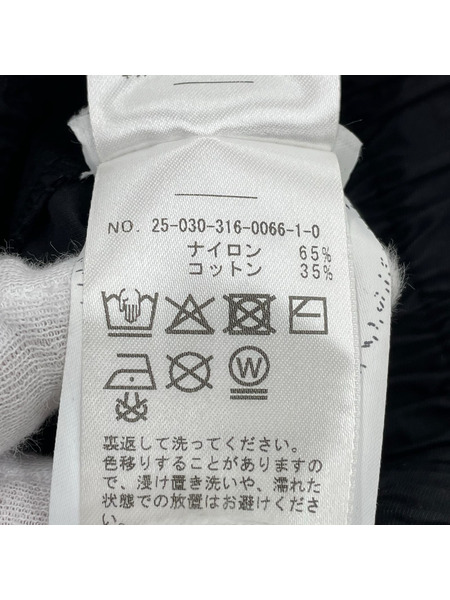 NO. 25-030-316-0066-1-0
ナイロン 65%
コットン 35%
W
裏返して洗ってください。
色移りすることがありますの
で、浸け置き洗いや、濡れた
状態での放置はお避けください。